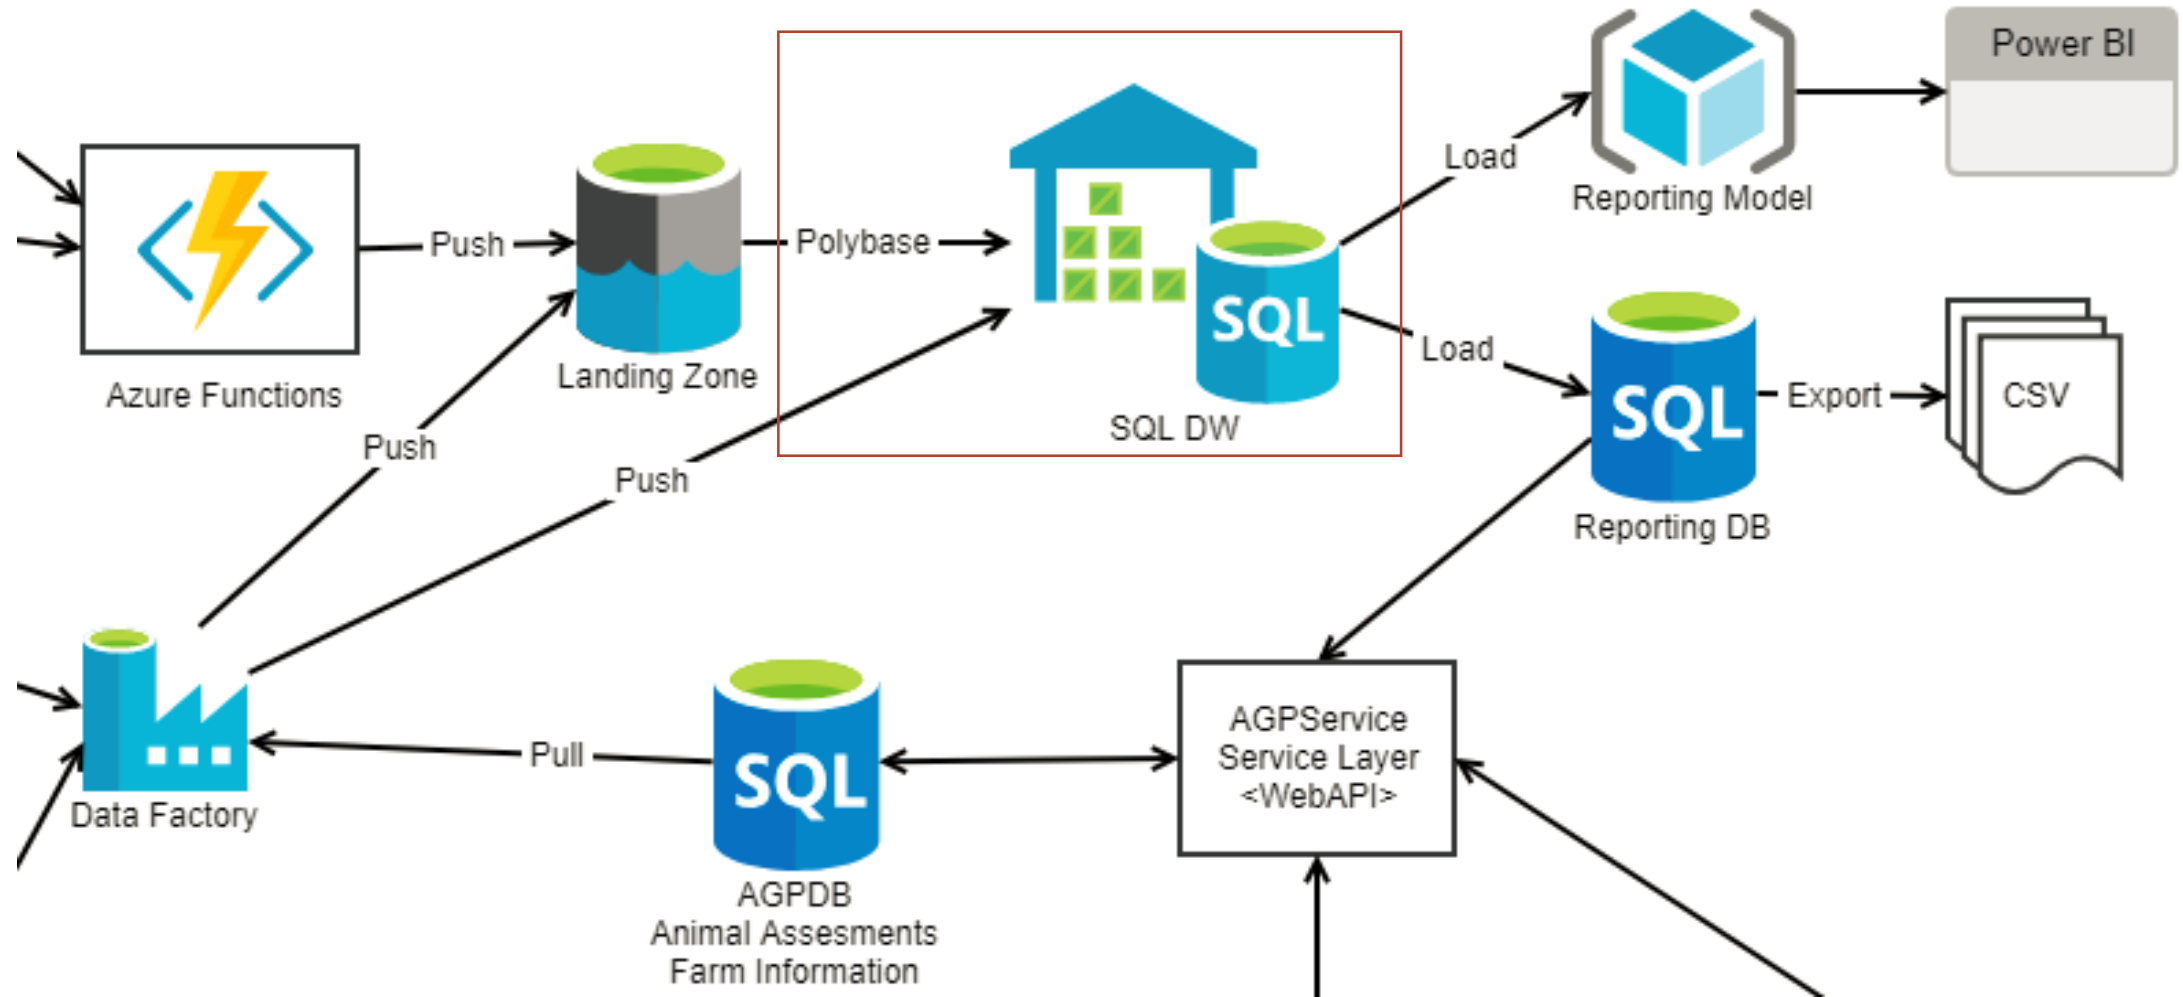 Power BI
Load
Reporting Model
Push
Polybase
SQL
Azure Functions
Landing Zone
SQL DW
Load
SQL
Export
CSV
Push
Push
Reporting DB
AGPService
Service Layer
<WebAPI>
Pull
SQL
Data Factory
AGPDB
Animal Assesments
Farm Information